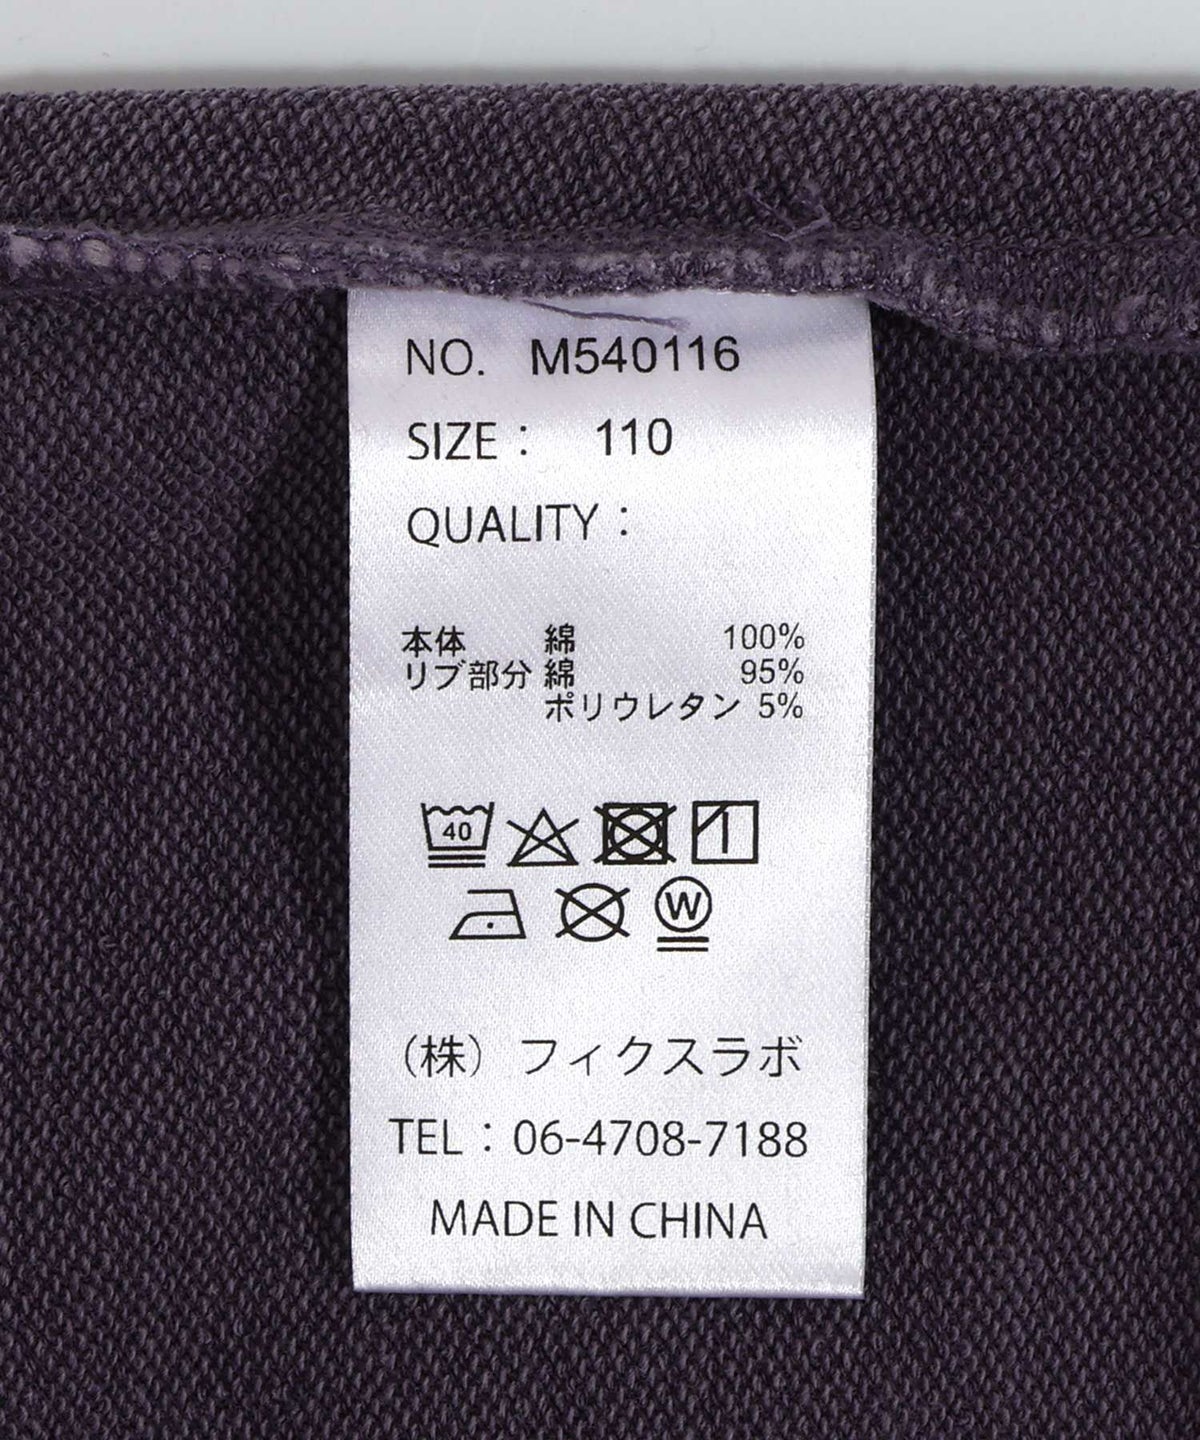 NO. M540116
SIZE： 110
QUALITY：
本体 綿 100%
リブ部分 綿 95%
ポリウレタン 5%
40
W
（株）フィクスラボ
TEL：06-4708-7188
MADE IN CHINA